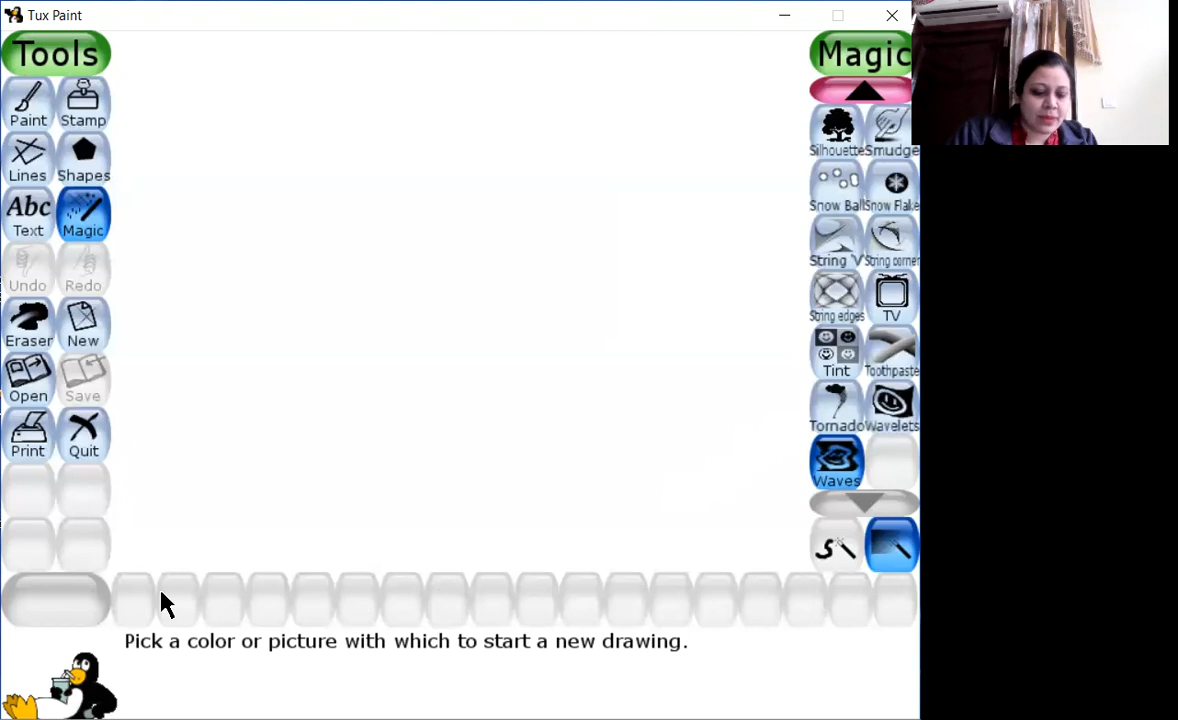 Tux Paint
Tools
Magic
Paint
Stamp
Lines
Shapes
Abc
Text
Magic
Undo
Redo
Eraser
New
Open
Save
Print
Quit
Silhouette
Smudge
Snow Ball
Snow Flake
String 'V'
String corner
String edges
TV
Tint
Toothpaste
Tornado
Wavelets
Waves
Pick a color or picture with which to start a new drawing.